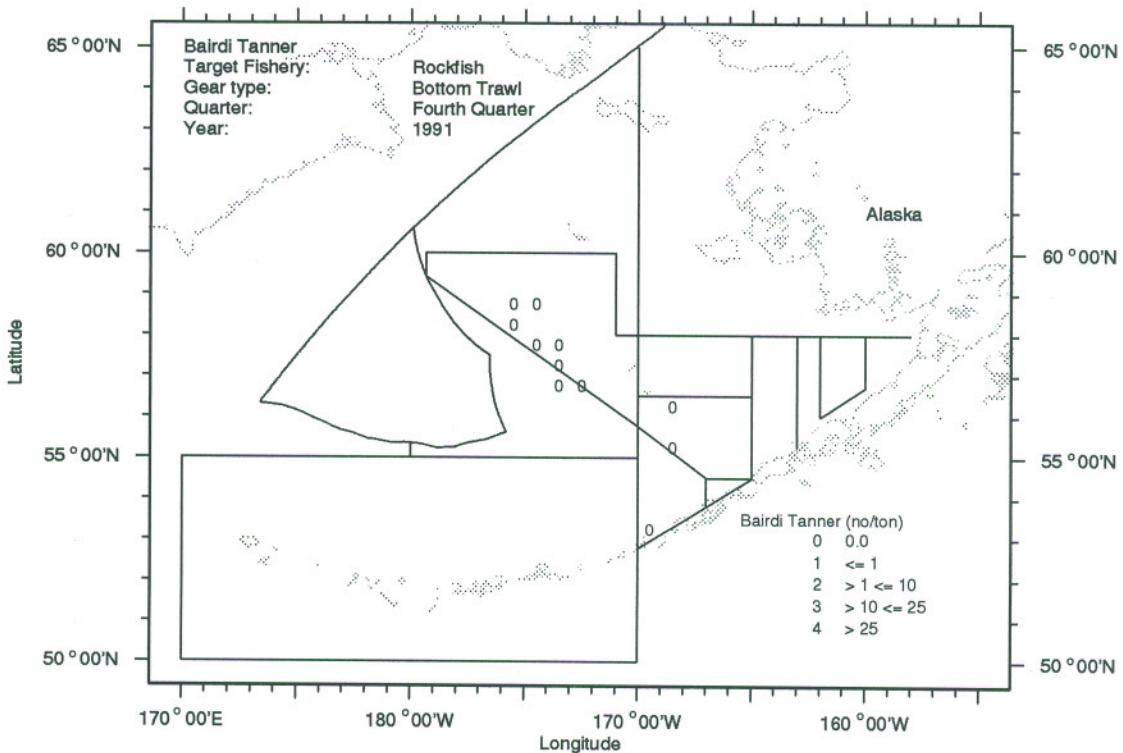 65 °00'N
65 °00'N
Bairdi Tanner
Target Fishery: Rockfish
Gear type: Bottom Trawl
Quarter: Fourth Quarter
Year: 1991
Alaska
60 °00'N
60 °00'N
0 0
0
0 0
0
0 0
0
0
0
Latitude
55 °00'N
55 °00'N
Bairdi Tanner (no/ton)
0 0.0
1 <= 1
2 > 1 <= 10
3 > 10 <= 25
4 > 25
50 °00'N
50 °00'N
170 °00'E
180 °00'W
170 °00'W
160 °00'W
Longitude